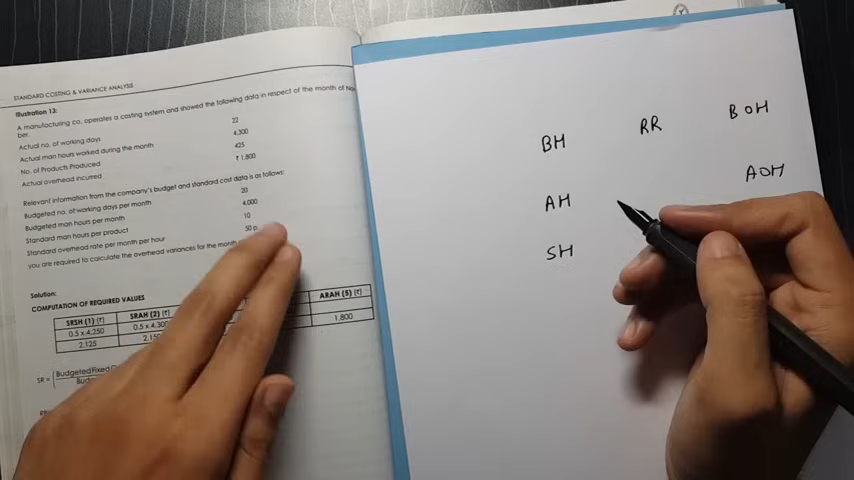 STANDARD COSTING & VARIANCE ANALYSIS
Illustration 13:
A manufacturing co. operates a costing system and showed the following data in respect of the month of
ber.
Actual no. of working days 22
Actual man hours worked during the month 4,300
No. of Products Produced 425
Actual overhead incurred ₹ 1,800
Relevant information from the company's budget and standard cost data is as follows:
Budgeted no. of working days per month 20
Budgeted man hours per month 4,000
Standard man hours per product 10
Standard overhead rate per month per hour 50 p.
you are required to calculate the overhead variances for the month
Solution:
COMPUTATION OF REQUIRED VALUES
SRSH (1) (₹) SRAH (2) (₹) ARAH (5) (₹)
0.5 x 4,250 0.5 x 4,300
2,125 1,800
SR = Budgeted
BH RR BOH
AH AOH
SH